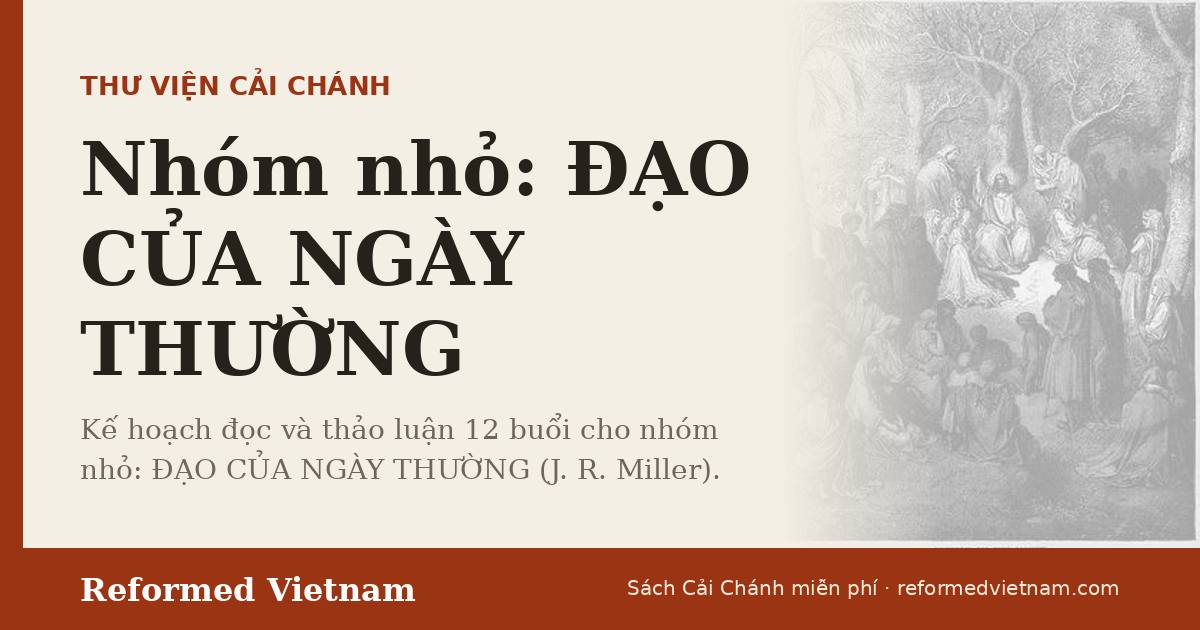 THƯ VIỆN CẢI CHÁNH
Nhóm nhỏ: ĐẠO
CỦA NGÀY
THƯỜNG
Kế hoạch đọc và thảo luận 12 buổi cho nhóm
nhỏ: ĐẠO CỦA NGÀY THƯỜNG (J. R. Miller).
Reformed Vietnam
Sách Cải Chánh miễn phí · reformedvietnam.com